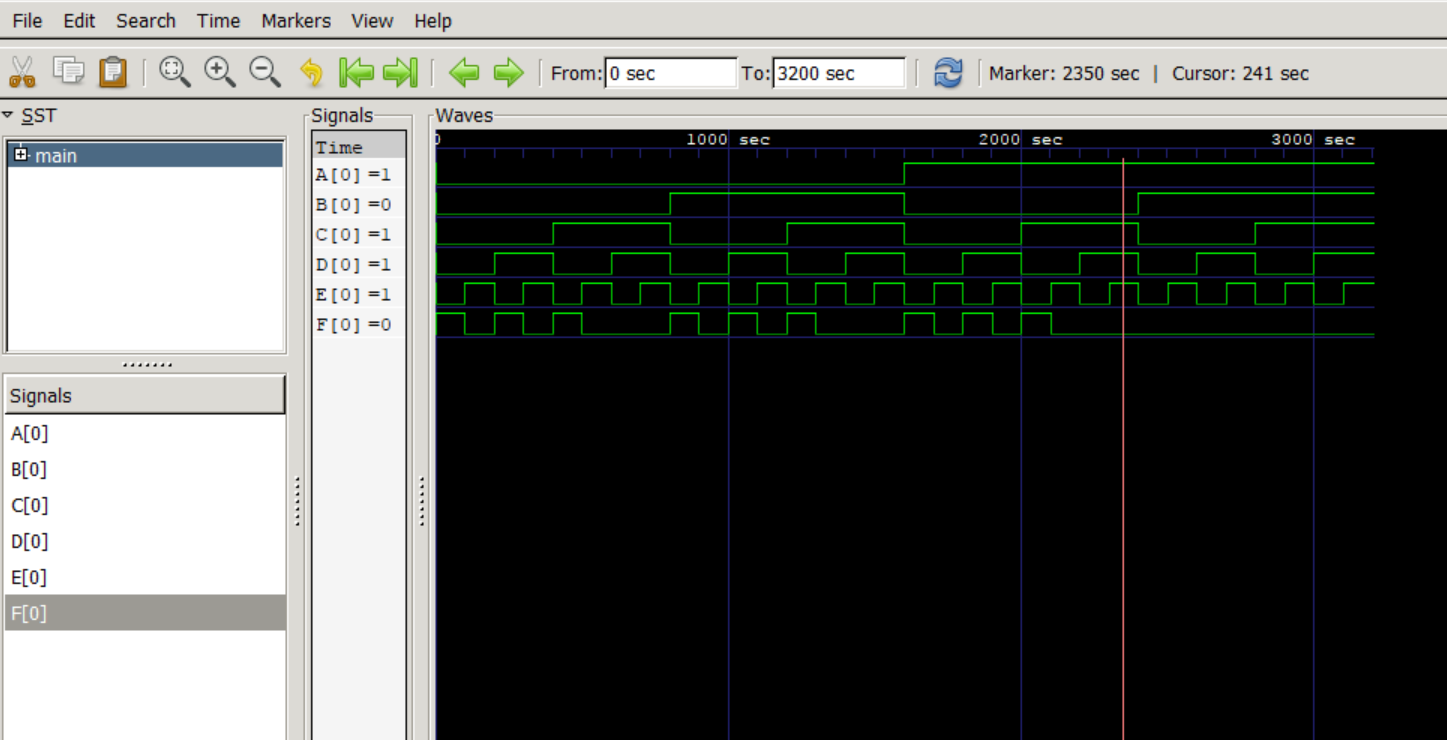 File Edit Search Time Markers View Help
From: 0 sec To: 3200 sec Marker: 2350 sec | Cursor: 241 sec
SST
main
Signals
A[0]
B[0]
C[0]
D[0]
E[0]
F[0]
Signals
Time
A[0] =1
B[0] =0
C[0] =1
D[0] =1
E[0] =1
F[0] =0
Waves
0 1000 sec 2000 sec 3000 sec